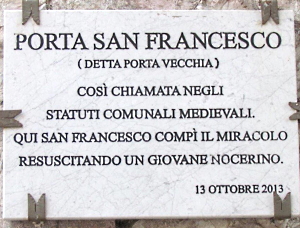 PORTA SAN FRANCESCO
(DETTA PORTA VECCHIA)
COSÌ CHIAMATA NEGLI
STATUTI COMUNALI MEDIEVALI.
QUI SAN FRANCESCO COMPÌ IL MIRACOLO
RESUSCITANDO UN GIOVANE NOCERINO.
13 OTTOBRE 2013